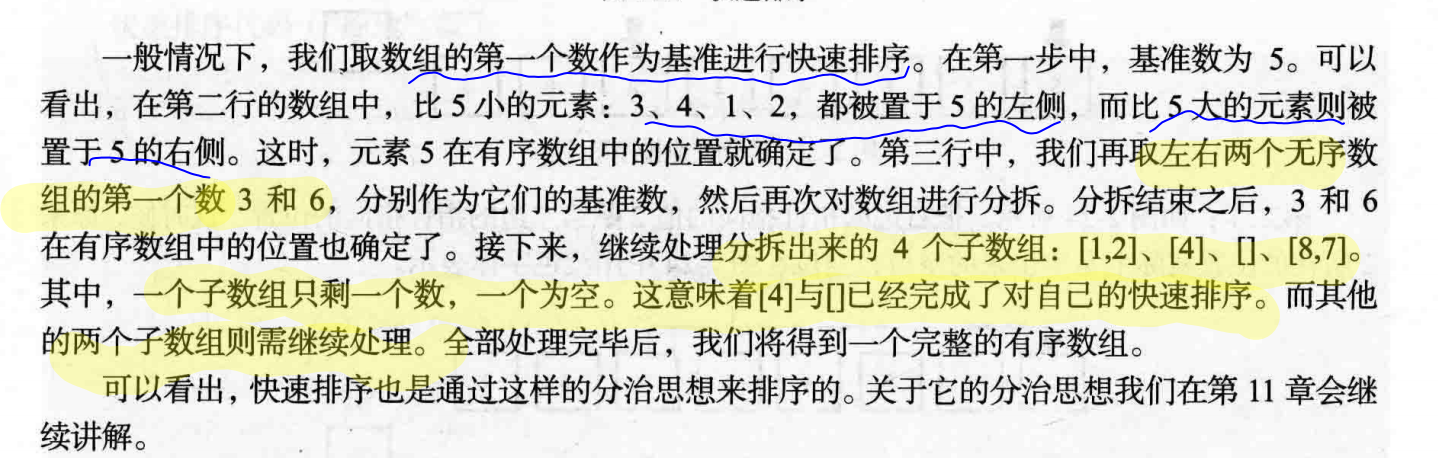 一般情况下，我们取数组的第一个数作为基准进行快速排序。在第一步中，基准数为 5。可以
看出，在第二行的数组中，比 5 小的元素：3、4、1、2，都被置于 5 的左侧，而比 5 大的元素则被
置于 5 的右侧。这时，元素 5 在有序数组中的位置就确定了。第三行中，我们再取左右两个无序数
组的第一个数 3 和 6，分别作为它们的基准数，然后再次对数组进行分拆。分拆结束之后，3 和 6
在有序数组中的位置也确定了。接下来，继续处理分拆出来的 4 个子数组：[1,2]、[4]、[]、[8,7]。
其中，一个子数组只剩一个数，一个为空。这意味着[4]与[]已经完成了对自己的快速排序。而其他
的两个子数组则需继续处理。全部处理完毕后，我们将得到一个完整的有序数组。
可以看出，快速排序也是通过这样的分治思想来排序的。关于它的分治思想我们在第 11 章会继
续讲解。